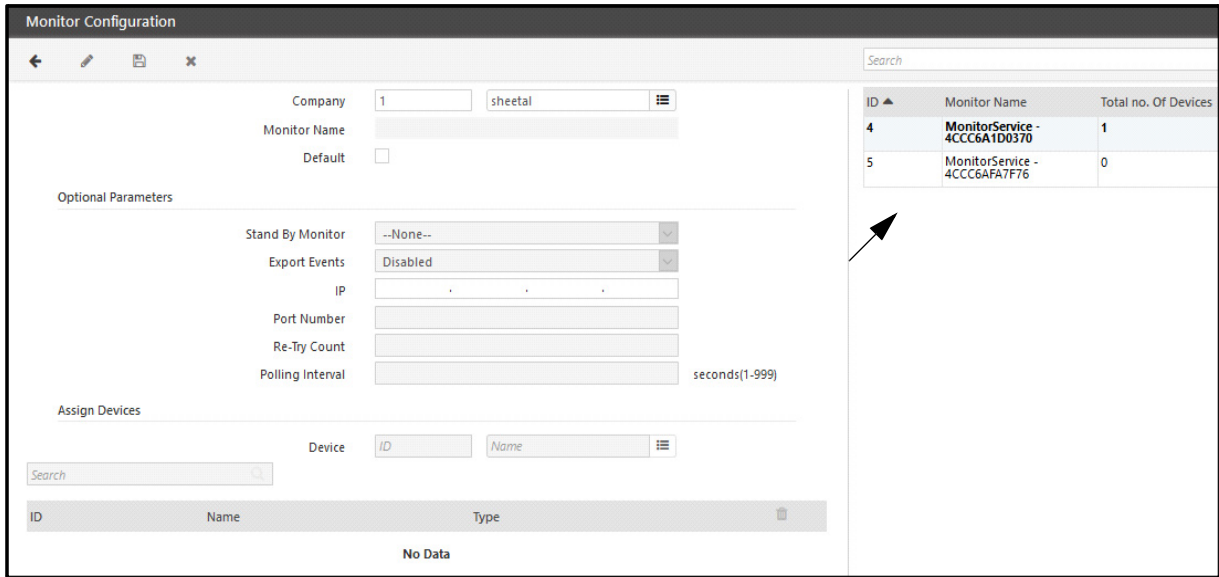 Monitor Configuration
Search
Company 1 sheetal
Monitor Name
Default
Optional Parameters
Stand By Monitor --None--
Export Events Disabled
IP . . .
Port Number
Re-Try Count
Polling Interval seconds(1-999)
Assign Devices
Device ID Name
Search
ID Name Type
No Data
ID Monitor Name Total no. Of Devices
4 MonitorService - 1
4CCC6A1D0370
5 MonitorService - 0
4CCC6AFA7F76